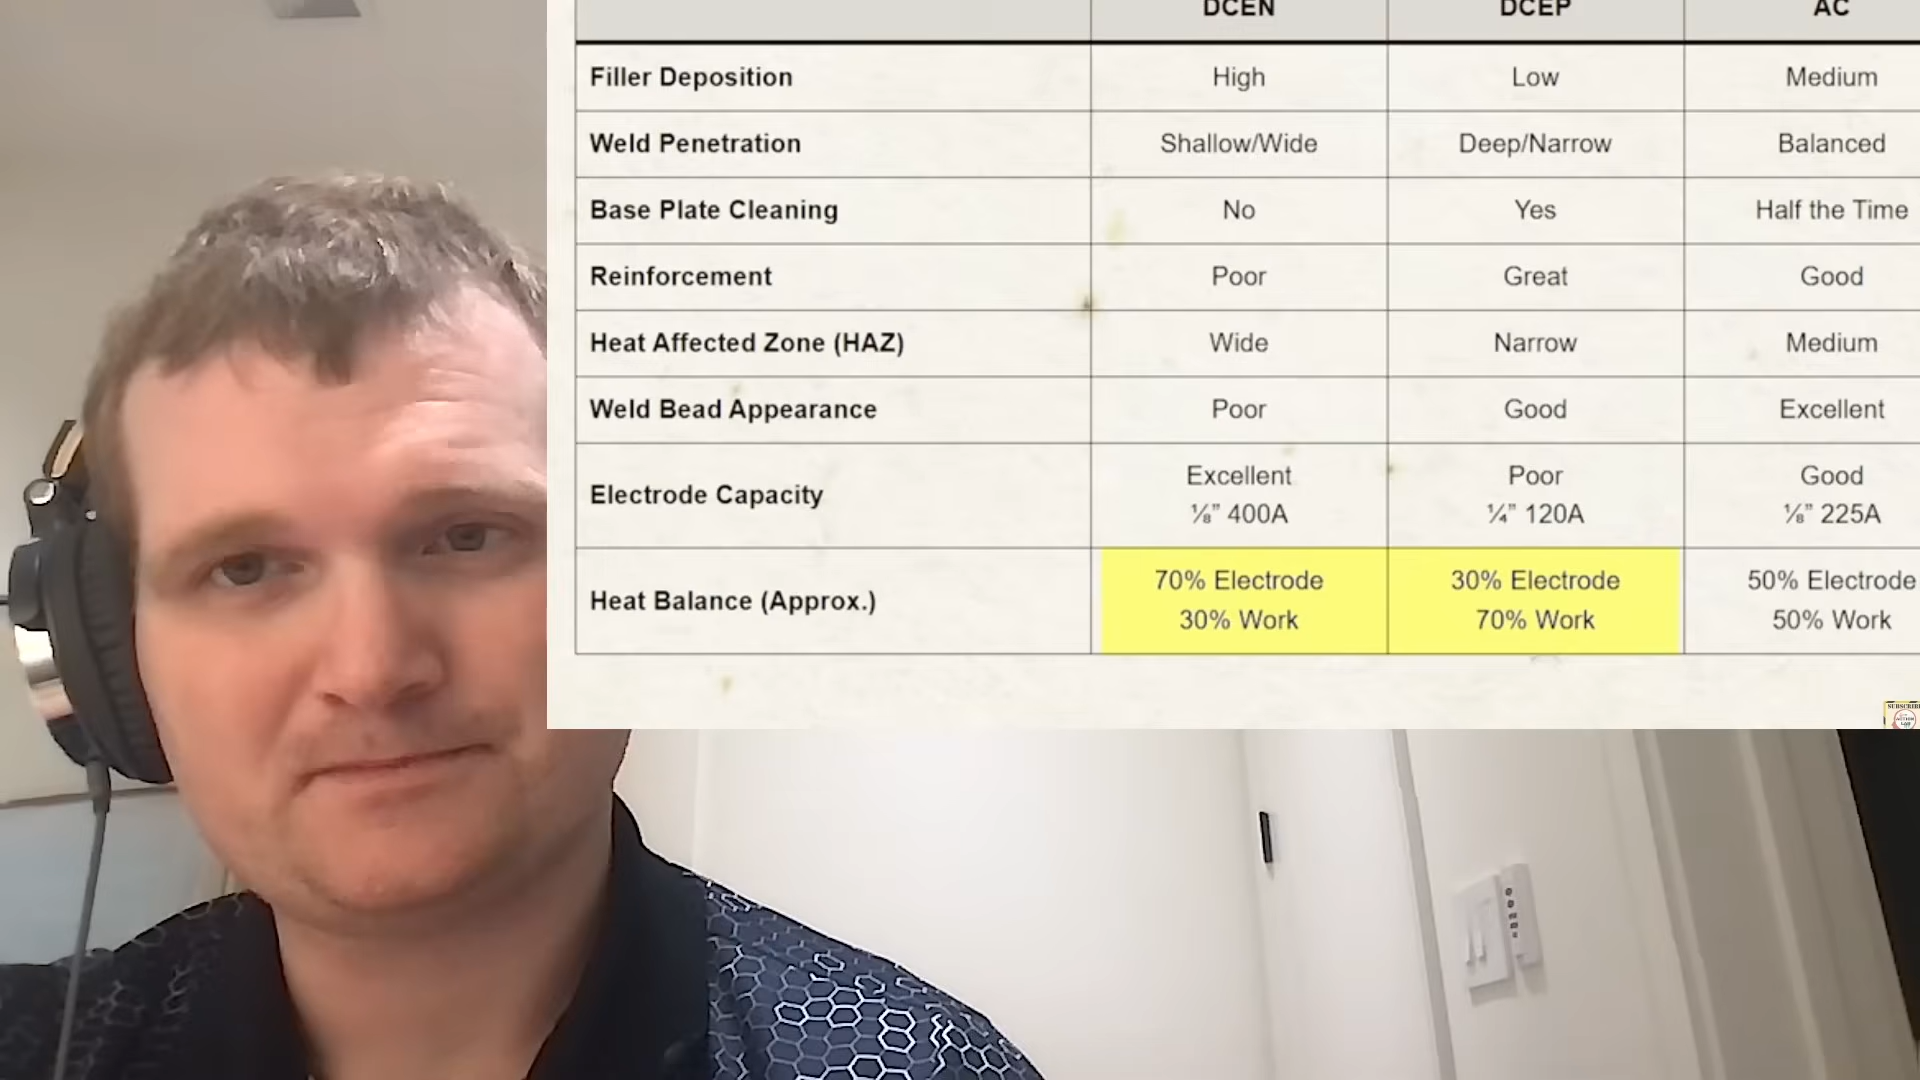 DCEN DCEP AC
Filler Deposition High Low Medium
Weld Penetration Shallow/Wide Deep/Narrow Balanced
Base Plate Cleaning No Yes Half the Time
Reinforcement Poor Great Good
Heat Affected Zone (HAZ) Wide Narrow Medium
Weld Bead Appearance Poor Good Excellent
Electrode Capacity Excellent ⅛” 400A Poor ¼” 120A Good ⅛” 225A
Heat Balance (Approx.) 70% Electrode 30% Work 30% Electrode 70% Work 50% Electrode 50% Work
SUBSCRIBE